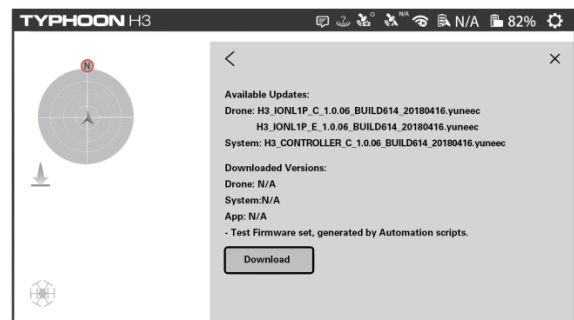 TYPHOON H3
N/A
N/A 82%
N
Available Updates:
Drone: H3_IONL1P_C_1.0.06_BUILD614_20180416.yuneec
H3_IONL1P_E_1.0.06_BUILD614_20180416.yuneec
System: H3_CONTROLLER_C_1.0.06_BUILD614_20180416.yuneec
Downloaded Versions:
Drone: N/A
System:N/A
App: N/A
- Test Firmware set, generated by Automation scripts.
Download